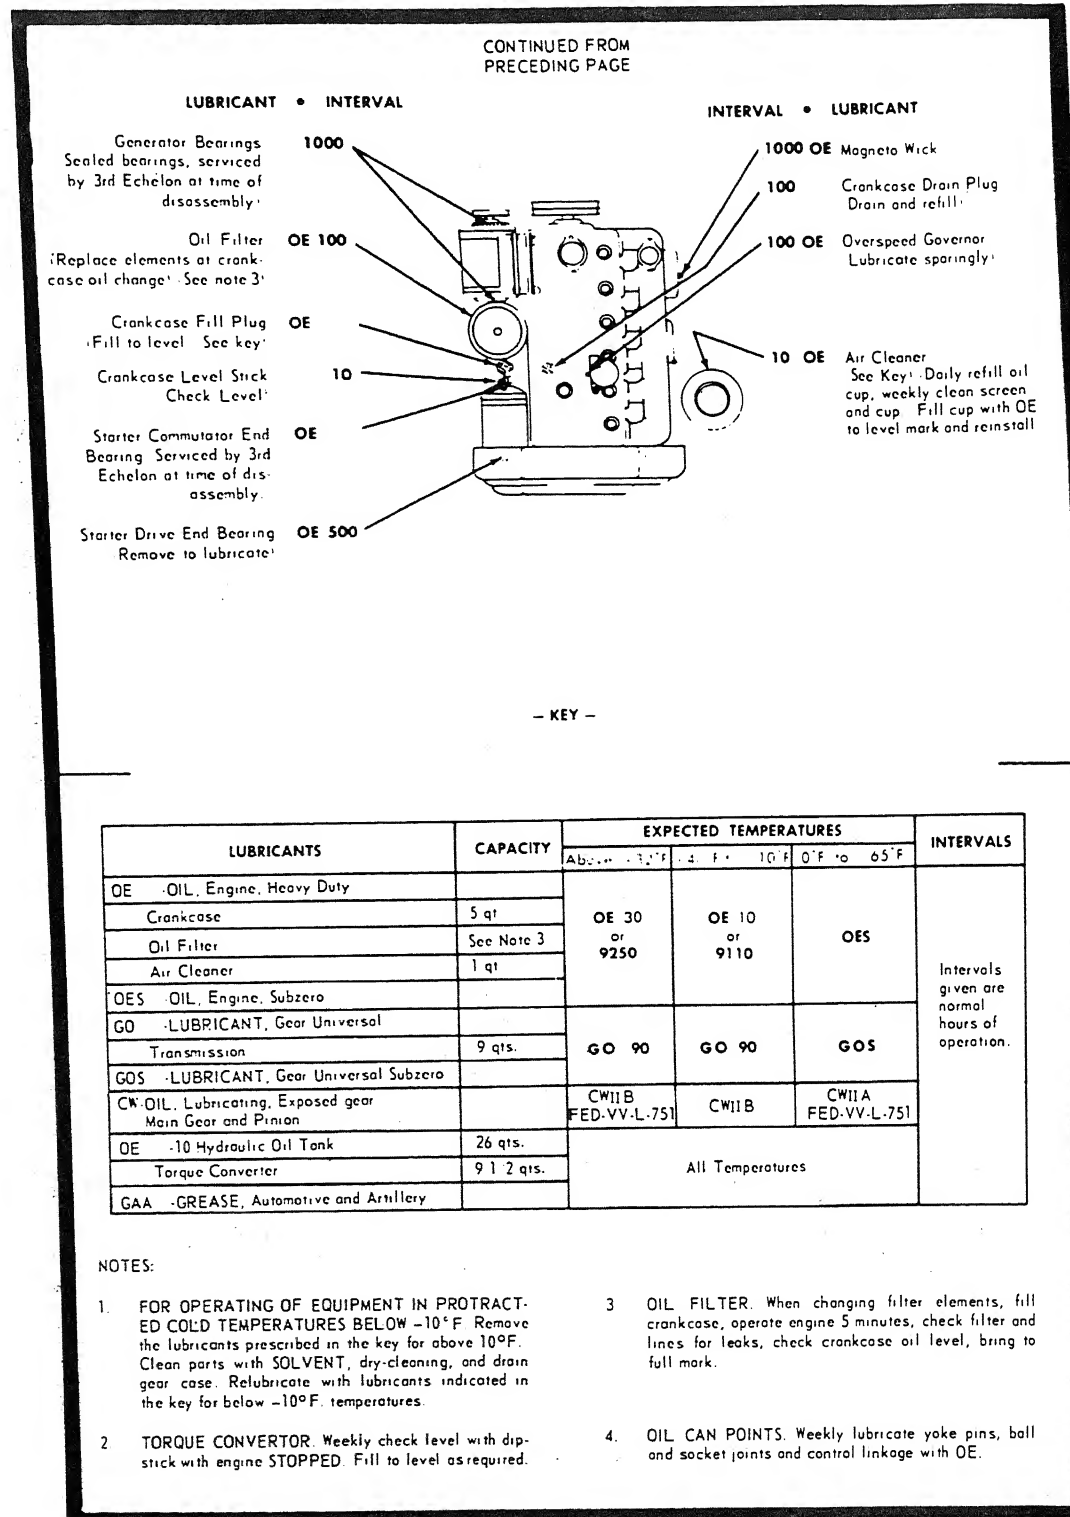 CONTINUED FROM
PRECEDING PAGE
LUBRICANT • INTERVAL
Generator Bearings 1000
Sealed bearings, serviced
by 3rd Echelon at time of
disassembly
Oil Filter OE 100
Replace elements at crank-
case oil change See note 3
Crankcase Fill Plug OE
Fill to level See key
Crankcase Level Stick 10
Check Level
Starter Commutator End OE
Bearing Serviced by 3rd
Echelon at time of dis-
assembly.
Starter Drive End Bearing OE 500
Remove to lubricate
INTERVAL • LUBRICANT
1000 OE Magneto Wick
100 Crankcase Drain Plug
Drain and refill
100 OE Overspeed Governor
Lubricate sparingly
10 OE Air Cleaner
See Key Daily refill oil
cup, weekly clean screen
and cup Fill cup with OE
to level mark and reinstall
– KEY –
LUBRICANTS CAPACITY EXPECTED TEMPERATURES INTERVALS
0°F to 65°F
OE -OIL, Engine, Heavy Duty
Crankcase 5 qt
Oil Filter See Note 3
Air Cleaner 1 qt
OES -OIL, Engine, Subzero
OE 30
or
9250
OE 10
or
9110
OES
GO -LUBRICANT, Gear Universal
Transmission 9 qts.
GOS -LUBRICANT, Gear Universal Subzero
GO 90 GO 90 GOS
CW-OIL, Lubricating, Exposed gear
Main Gear and Pinion
CWII B
FED-VV-L-751
CWII B
CWII A
FED-VV-L-751
OE -10 Hydraulic Oil Tank 26 qts.
Torque Converter 9 1 2 qts.
GAA -GREASE, Automotive and Artillery
All Temperatures
Intervals
given are
normal
hours of
operation.
NOTES:
1. FOR OPERATING OF EQUIPMENT IN PROTRACT-
ED COLD TEMPERATURES BELOW –10°F Remove
the lubricants prescribed in the key for above 10°F.
Clean parts with SOLVENT, dry-cleaning, and drain
gear case. Relubricate with lubricants indicated in
the key for below –10°F. temperatures.
2 TORQUE CONVERTOR. Weekly check level with dip-
stick with engine STOPPED. Fill to level as required.
3 OIL FILTER. When changing filter elements, fill
crankcase, operate engine 5 minutes, check filter and
lines for leaks, check crankcase oil level, bring to
full mark.
4. OIL CAN POINTS. Weekly lubricate yoke pins, ball
and socket joints and control linkage with OE.